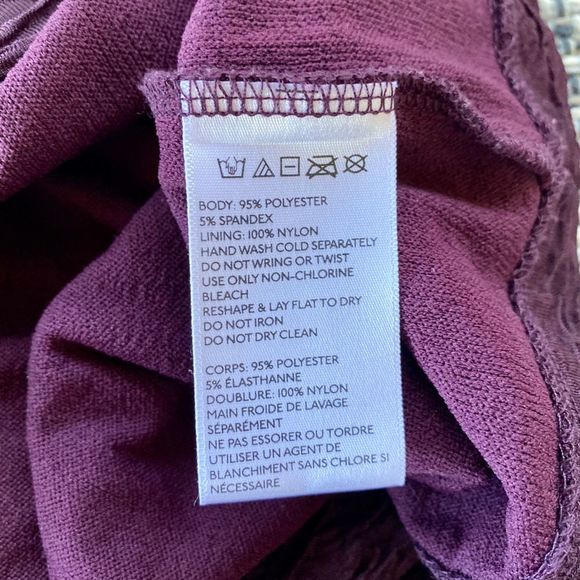 BODY: 95% POLYESTER
5% SPANDEX
LINING: 100% NYLON
HAND WASH COLD SEPARATELY
DO NOT WRING OR TWIST
USE ONLY NON-CHLORINE
BLEACH
RESHAPE & LAY FLAT TO DRY
DO NOT IRON
DO NOT DRY CLEAN
CORPS: 95% POLYESTER
5% ÉLASTHANNE
DOUBLURE: 100% NYLON
MAIN FROIDE DE LAVAGE
SÉPARÉMENT
NE PAS ESSORER OU TORDRE
UTILISER UN AGENT DE
BLANCHIMENT SANS CHLORE SI
NÉCESSAIRE